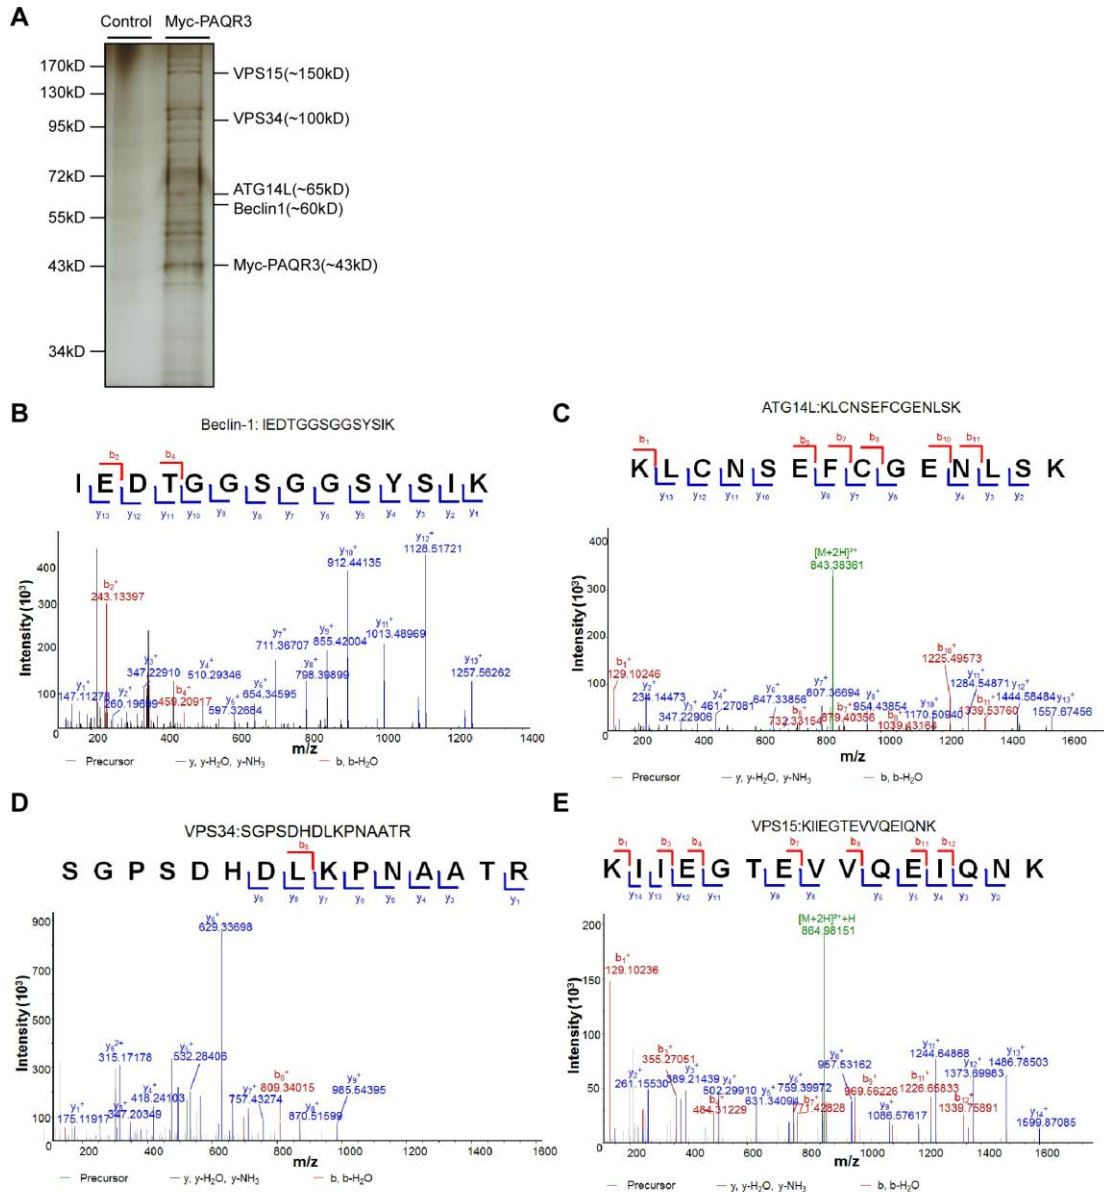 A
Control Myc-PAQR3
170kD
130kD
95kD
72kD
55kD
43kD
34kD
VPS15(~150kD)
VPS34(~100kD)
ATG14L(~65kD)
Beclin1(~60kD)
Myc-PAQR3(~43kD)
B
Beclin-1: IEDTGGSGGSYSIK
b2 b4
I E D T G G S G G S Y S I K
y13 y12 y11 y10 y9 y8 y7 y6 y5 y4 y3 y2 y1
Intensity (10³)
400
300
200
100
y1⁺ 147.11278
b2⁺ 243.13397
y2⁺
y3⁺ 347.22910
b4⁺ 459.20917
y4⁺ 510.29346
597.32684
654.34595
y7⁺ 711.36707
y8⁺ 798.39899
y9⁺ 855.42004
y10⁺ 912.44135
y11⁺ 1013.48969
y12⁺ 1128.51721
y13⁺ 1257.56262
200 400 600 800 1000 1200 1400
m/z
Precursor y, y-H₂O, y-NH₃ b, b-H₂O
C
ATG14L:KLCNSEFCGENLSK
b1 b7 b8 b10 b11
K L C N S E F C G E N L S K
y13 y12 y11 y10 y8 y7 y6 y4 y3 y2
Intensity (10³)
400
300
200
100
[M+2H]²⁺
843.38361
b1⁺ 129.10246
y2⁺ 234.14473
y3⁺ 347.22906
y4⁺ 461.27081
y6⁺ 647.33856
732.33154
y7⁺ 807.36694
b7⁺ 879.40356
y8⁺ 954.43854
b8⁺ 1039.43164
y10⁺ 1170.50940
b10⁺ 1225.49573
y11⁺ 1284.54871
b11⁺ 1339.53760
y12⁺ 1444.58484
y13⁺ 1557.67456
200 400 600 800 1000 1200 1400 1600
m/z
Precursor y, y-H₂O, y-NH₃ b, b-H₂O
D
VPS34:SGPSDHDLKPNAATR
b8
S G P S D H D L K P N A A T R
y9 y8 y7 y6 y5 y4 y3 y1
Intensity (10³)
900
700
500
300
100
y1⁺ 175.11917
y6²⁺ 315.17178
347.20349
y4⁺ 418.24103
y5⁺ 532.28406
y6⁺ 629.33698
y7⁺ 757.43274
b8⁺ 809.34015
y8⁺ 870.51599
y9⁺ 985.54395
200 400 600 800 1000 1200 1400 1600
m/z
Precursor y, y-H₂O, y-NH₃ b, b-H₂O
E
VPS15:KIIEGTEVVQEIQNK
b1 b3 b4 b7 b9 b11 b12
K I I E G T E V V Q E I Q N K
y14 y13 y12 y11 y9 y8 y6 y5 y4 y3 y2
Intensity (10³)
200
150
100
50
0
[M+2H]²⁺+H
864.98151
b1⁺ 129.10236
y2⁺ 261.15530
b3⁺ 355.27051
y3⁺ 389.21439
484.31229
y4⁺ 502.29910
y5⁺ 631.34094
y6⁺ 759.39972
b7⁺ 771.42828
y8⁺ 957.53162
b9⁺ 969.56226
y9⁺ 1086.57617
b11⁺ 1226.65833
y11⁺ 1244.64868
b12⁺ 1339.75891
y12⁺ 1373.69983
y13⁺ 1486.78503
y14⁺ 1599.87085
200 400 600 800 1000 1200 1400 1600
m/z
Precursor y, y-H₂O, y-NH₃ b, b-H₂O